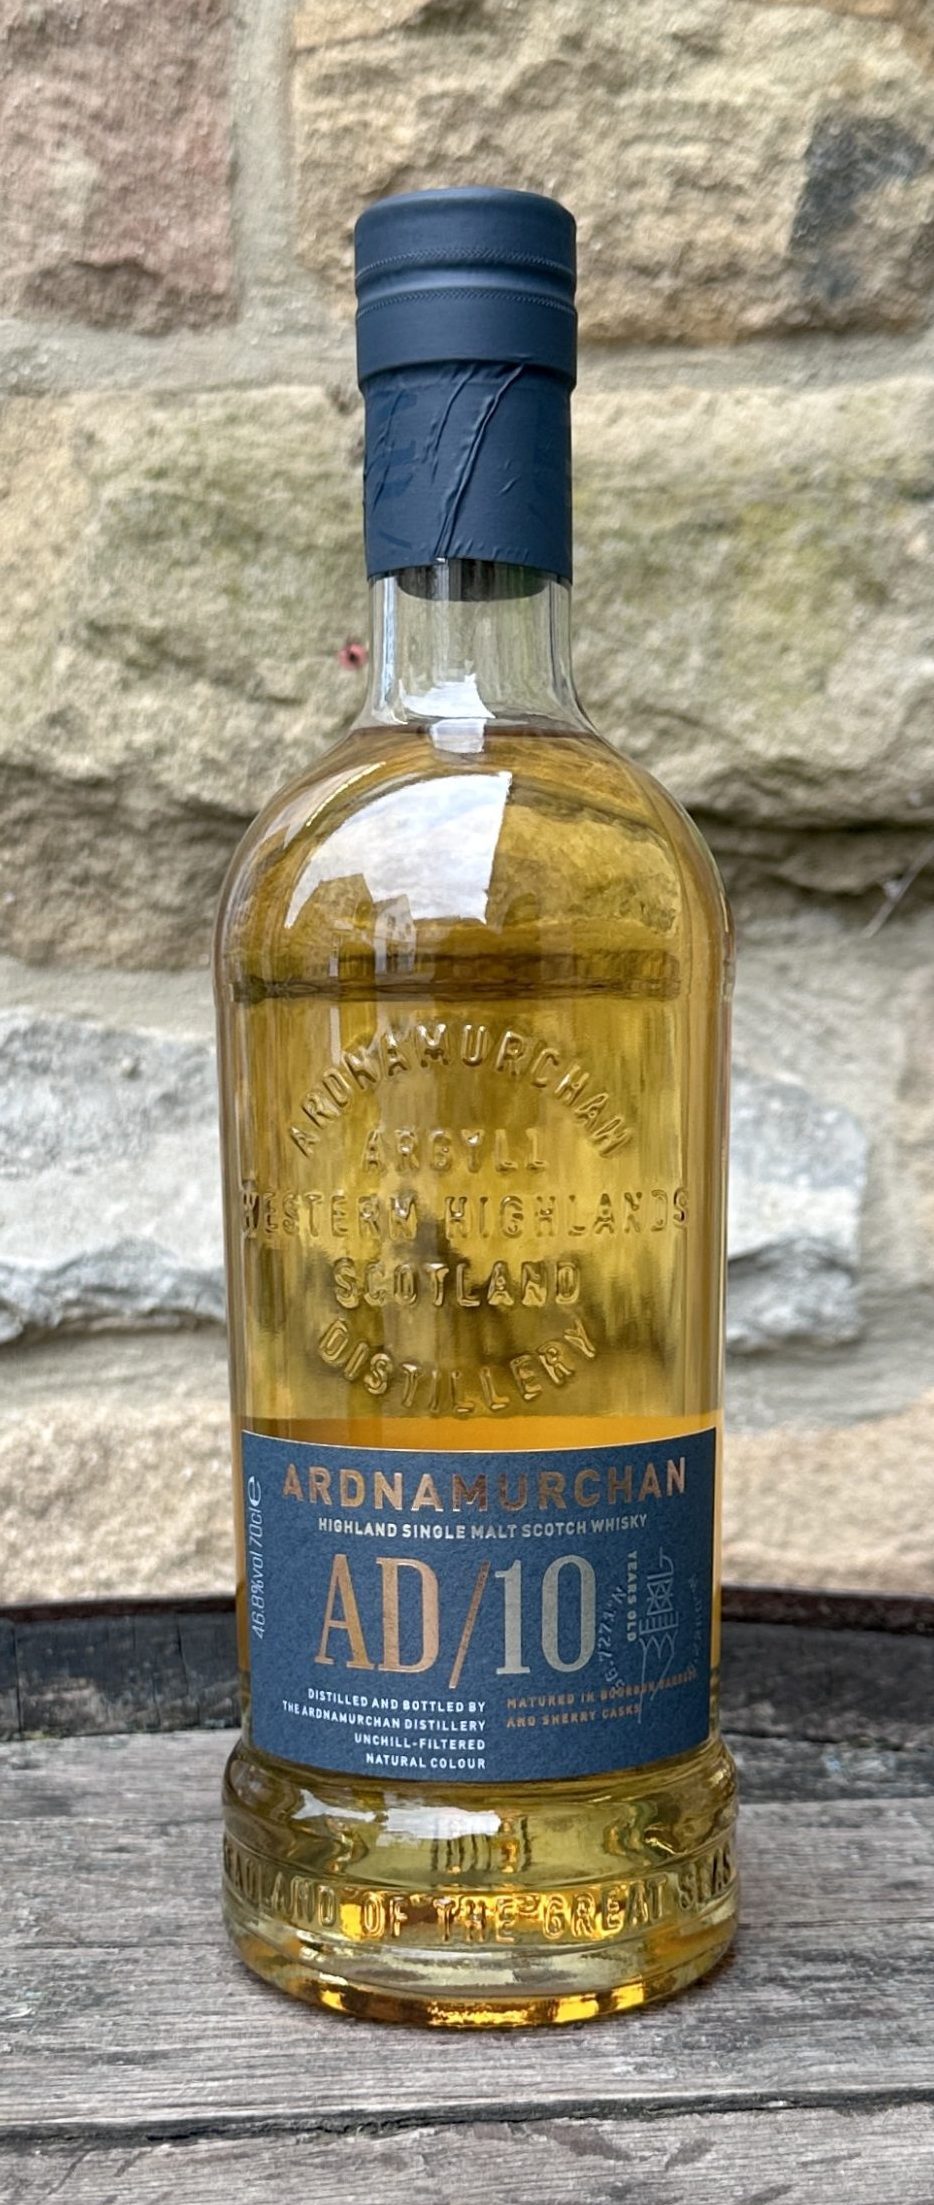 ARDNAMURCHAN
ARGYLL
WESTERN HIGHLANDS
SCOTLAND
DISTILLERY
46.8%vol 70cl e
ARDNAMURCHAN
HIGHLAND SINGLE MALT SCOTCH WHISKY
AD/10
YEARS OLD
DISTILLED AND BOTTLED BY
THE ARDNAMURCHAN DISTILLERY
UNCHILL-FILTERED
NATURAL COLOUR
MATURED IN BOURBON BARRELS
AND SHERRY CASKS
OF THE GREAT SEAS